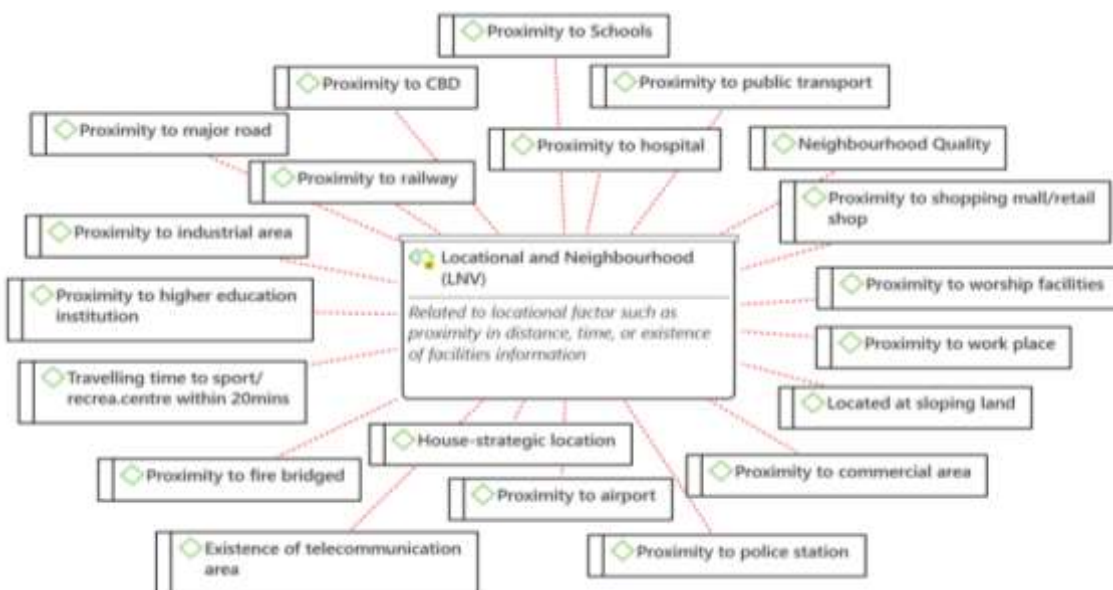 Proximity to Schools
Proximity to CBD
Proximity to public transport
Proximity to major road
Proximity to hospital
Neighbourhood Quality
Proximity to railway
Proximity to shopping mall/retail
shop
Proximity to industrial area
Locational and Neighbourhood
(LNV)
Related to locational factor such as
proximity in distance, time, or existence
of facilities information
Proximity to higher education
institution
Proximity to worship facilities
Proximity to work place
Travelling time to sport/
recrea.centre within 20mins
Located at sloping land
House-strategic location
Proximity to fire bridged
Proximity to commercial area
Proximity to airport
Existence of telecommunication
area
Proximity to police station